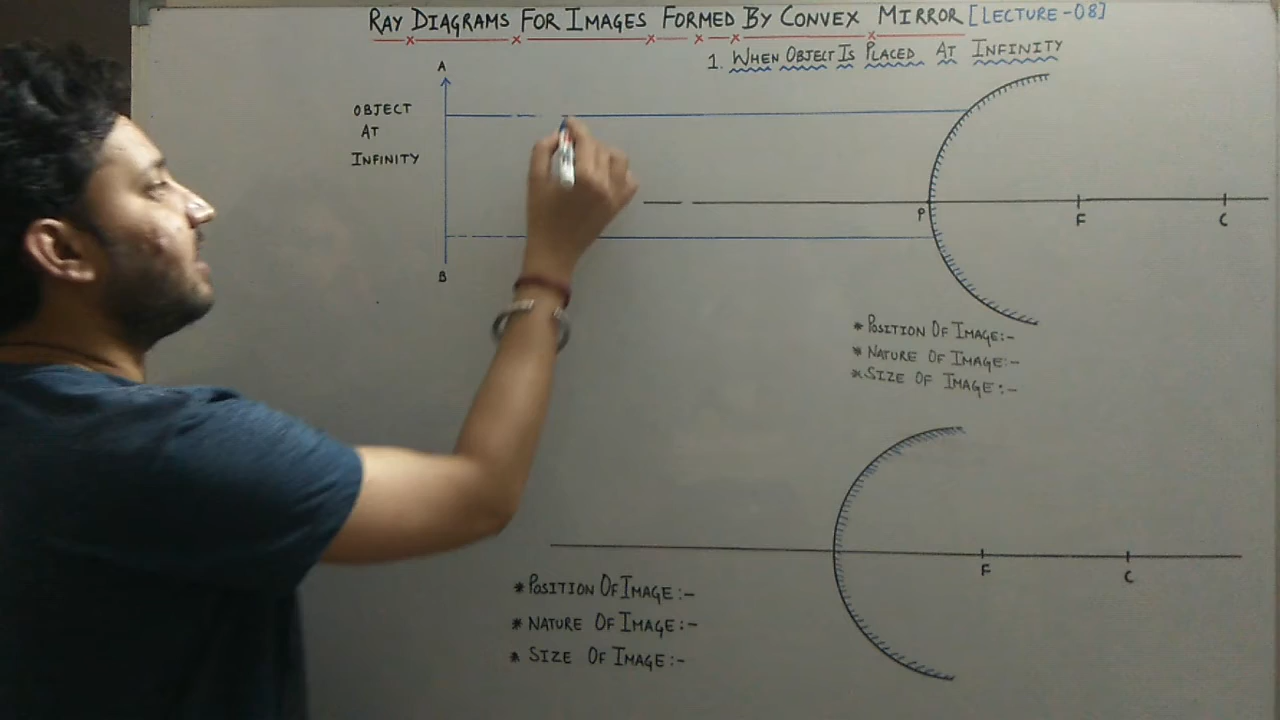 RAY DIAGRAMS FOR IMAGES FORMED BY CONVEX MIRROR [LECTURE-08]
1. WHEN OBJECT IS PLACED AT INFINITY
A
OBJECT
AT
INFINITY
B
P
F
C
* POSITION OF IMAGE:-
* NATURE OF IMAGE:-
* SIZE OF IMAGE:-
F
C
* POSITION OF IMAGE:-
* NATURE OF IMAGE:-
* SIZE OF IMAGE:-